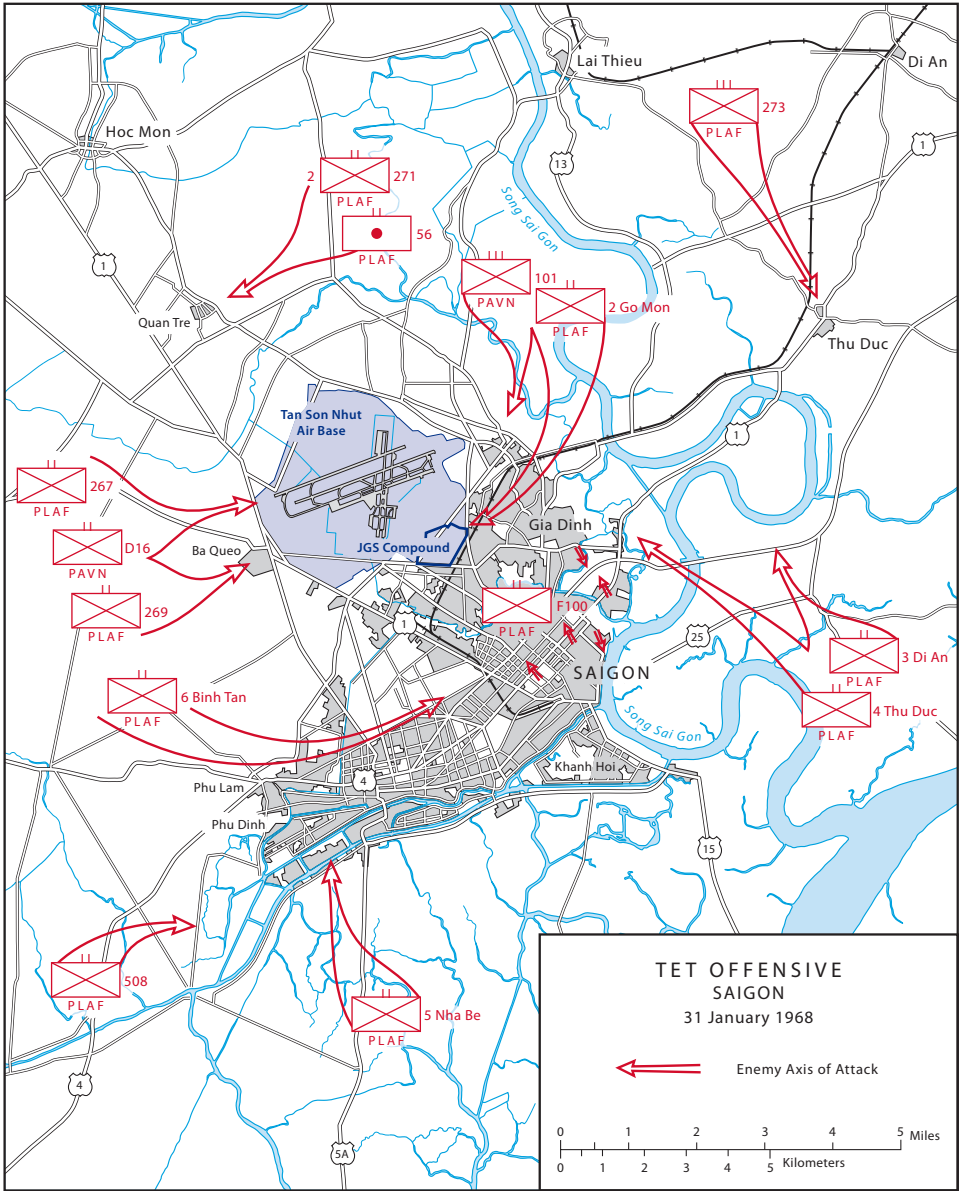 Lai Thieu
Di An
273
PLAF
Hoc Mon
13
1
2
271
PLAF
Song Sai Gon
56
PLAF
1
101
PAVN
2 Go Mon
PLAF
Quan Tre
Thu Duc
Tan Son Nhut
Air Base
1
267
PLAF
Gia Dinh
D16
PAVN
Ba Queo
JGS Compound
269
PLAF
F100
PLAF
1
25
3 Di An
PLAF
SAIGON
6 Binh Tan
PLAF
4 Thu Duc
PLAF
Song Sai Gon
Khanh Hoi
4
Phu Lam
Phu Dinh
15
508
PLAF
5 Nha Be
PLAF
4
5A
TET OFFENSIVE
SAIGON
31 January 1968
Enemy Axis of Attack
0 1 2 3 4 5 Miles
0 1 2 3 4 5 Kilometers